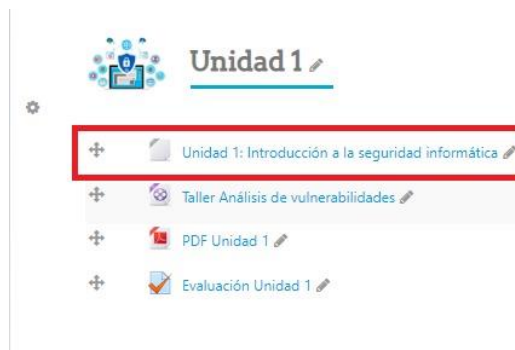 Unidad 1
Unidad 1: Introducción a la seguridad informática
Taller Análisis de vulnerabilidades
PDF Unidad 1
Evaluación Unidad 1